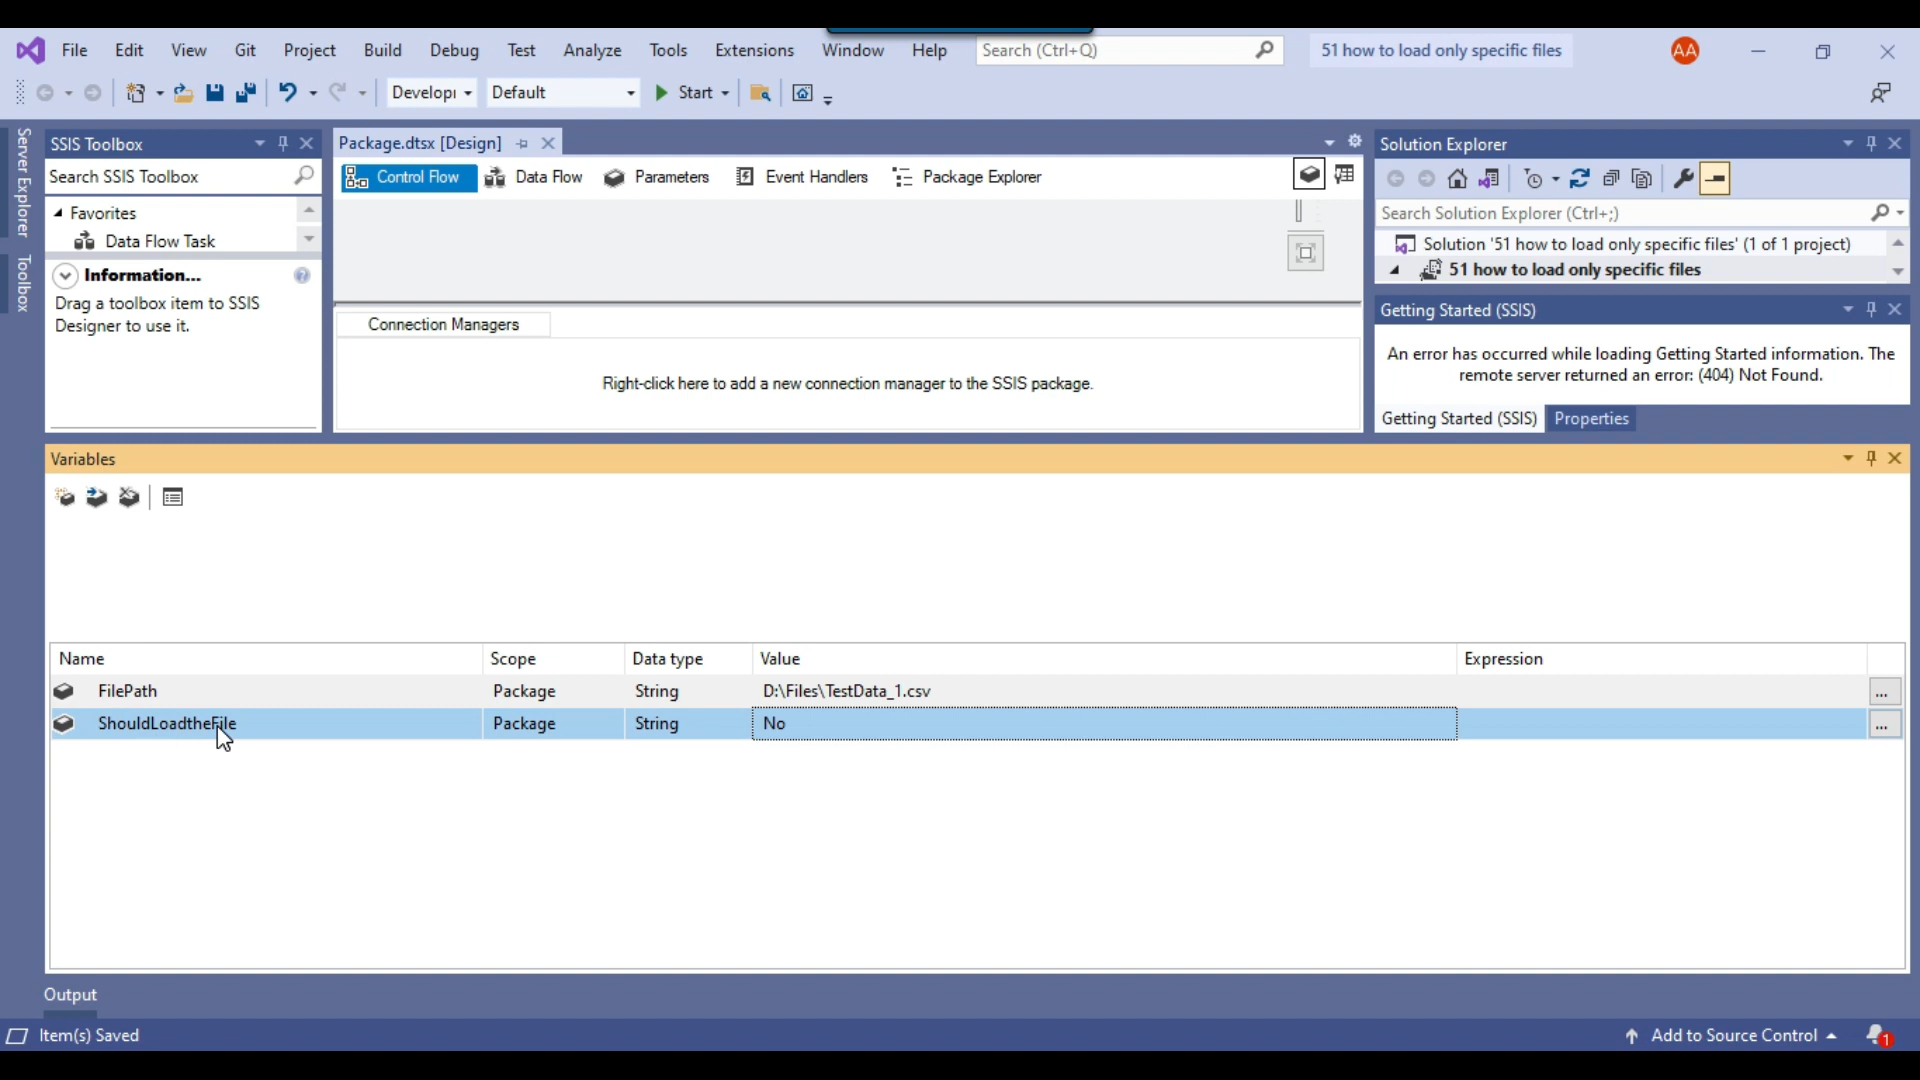 File Edit View Git Project Build Debug Test Analyze Tools Extensions Window Help Search (Ctrl+Q) 51 how to load only specific files AA
Developi Default Start
Server Explorer
Toolbox
SSIS Toolbox
Search SSIS Toolbox
Favorites
Data Flow Task
Information...
Drag a toolbox item to SSIS
Designer to use it.
Package.dtsx [Design]
Control Flow Data Flow Parameters Event Handlers Package Explorer
Connection Managers
Right-click here to add a new connection manager to the SSIS package.
Solution Explorer
Search Solution Explorer (Ctrl+;)
Solution '51 how to load only specific files' (1 of 1 project)
51 how to load only specific files
Getting Started (SSIS)
An error has occurred while loading Getting Started information. The
remote server returned an error: (404) Not Found.
Getting Started (SSIS) Properties
Variables
Name Scope Data type Value Expression
FilePath Package String D:\Files\TestData_1.csv ...
ShouldLoadtheFile Package String No ...
Output
Item(s) Saved Add to Source Control 1